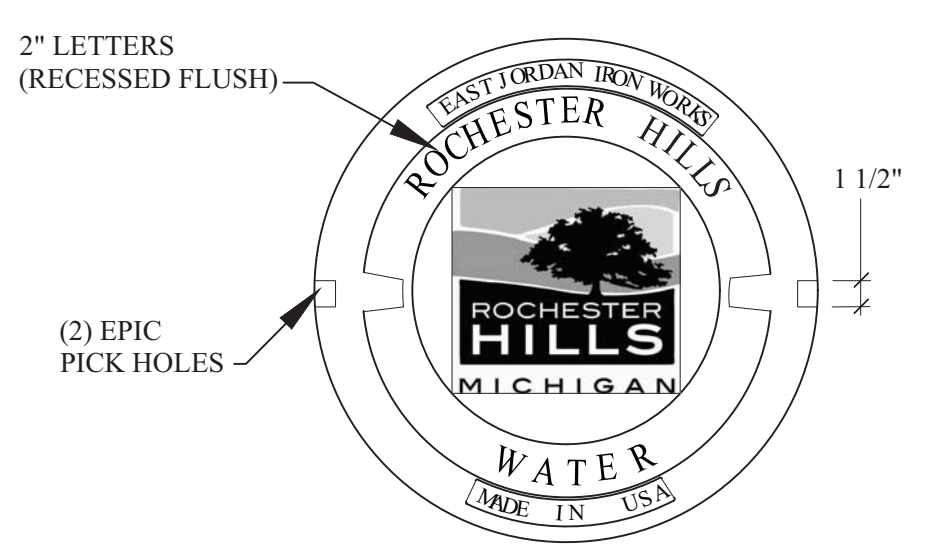 2" LETTERS
(RECESSED FLUSH)
EAST JORDAN IRON WORKS
ROCHESTER HILLS
1 1/2"
ROCHESTER
HILLS
MICHIGAN
(2) EPIC
PICK HOLES
WATER
MADE IN USA